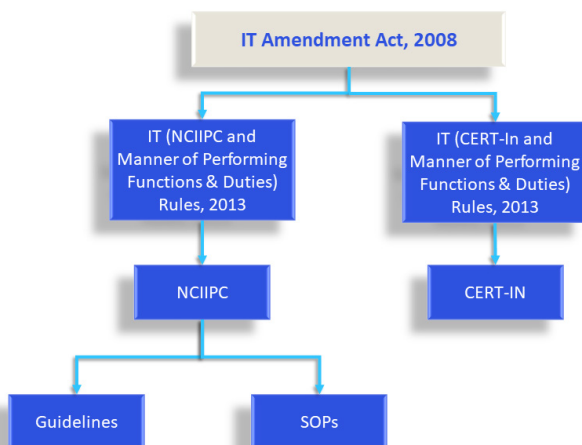 IT Amendment Act, 2008
IT (NCIIPC and
Manner of Performing
Functions & Duties)
Rules, 2013
IT (CERT-In and
Manner of Performing
Functions & Duties)
Rules, 2013
NCIIPC
CERT-IN
Guidelines
SOPs